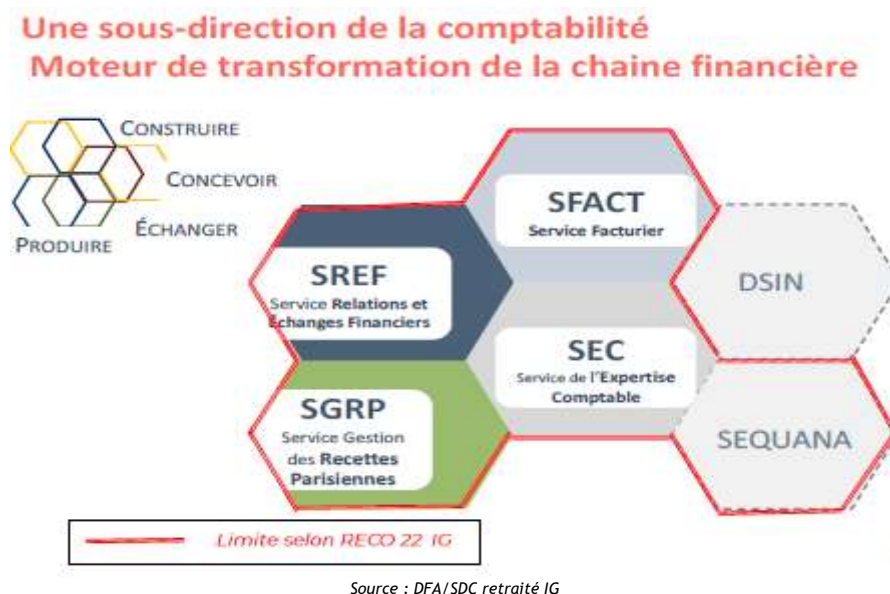 Une sous-direction de la comptabilité
Moteur de transformation de la chaine financière
CONSTRUIRE
CONCEVOIR
ÉCHANGER
PRODUIRE
SFACT
Service Facturier
SREF
Service Relations et
Échanges Financiers
DSIN
SEC
Service de l'Expertise
Comptable
SGRP
Service Gestion
des Recettes
Parisiennes
SEQUANA
Limite selon RECO 22 IG
Source : DFA/SDC retraité IG